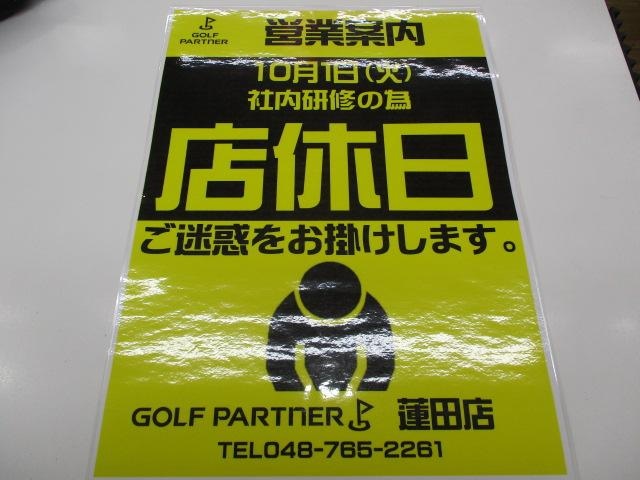 GOLF
PARTNER
営業案内
10月1日(火)
社内研修の為
店休日
ご迷惑をお掛けします。
GOLF PARTNER 蓮田店
TEL048-765-2261